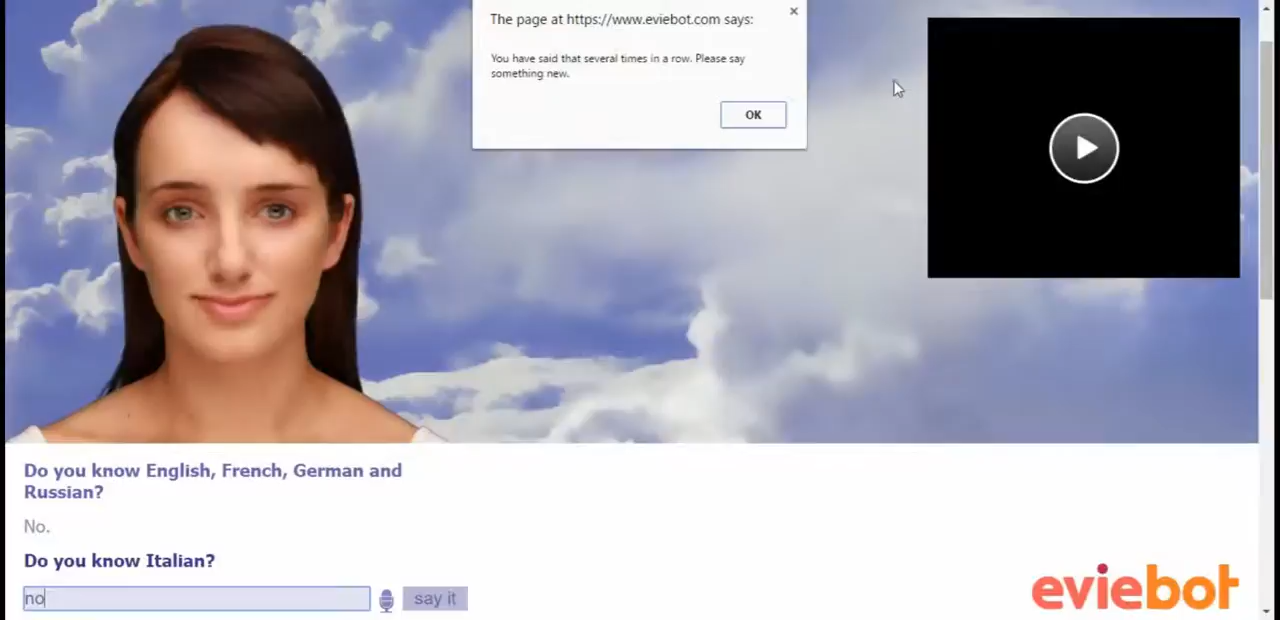 The page at https://www.eviebot.com says:
You have said that several times in a row. Please say
something new.
OK
Do you know English, French, German and
Russian?
No.
Do you know Italian?
no
say it
eviebot